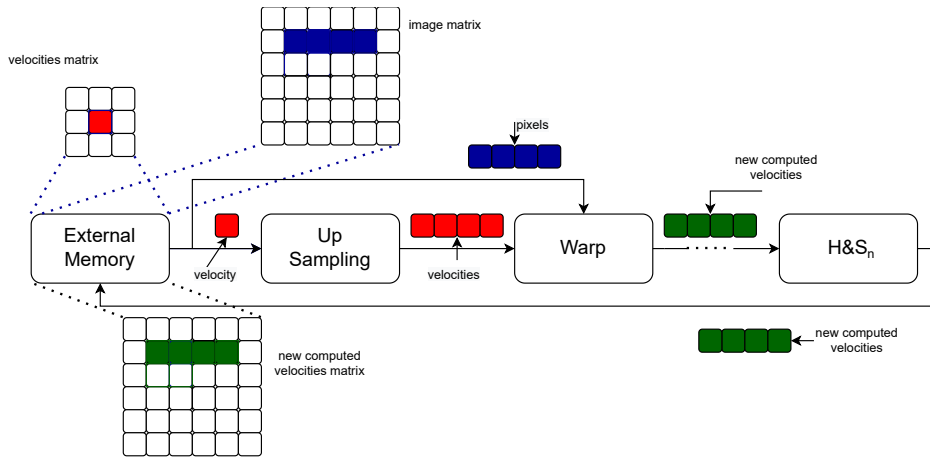 image matrix
velocities matrix
pixels
new computed
velocities
External
Memory
Up
Sampling
Warp
H&Sn
velocity
velocities
new computed
velocities
new computed
velocities matrix